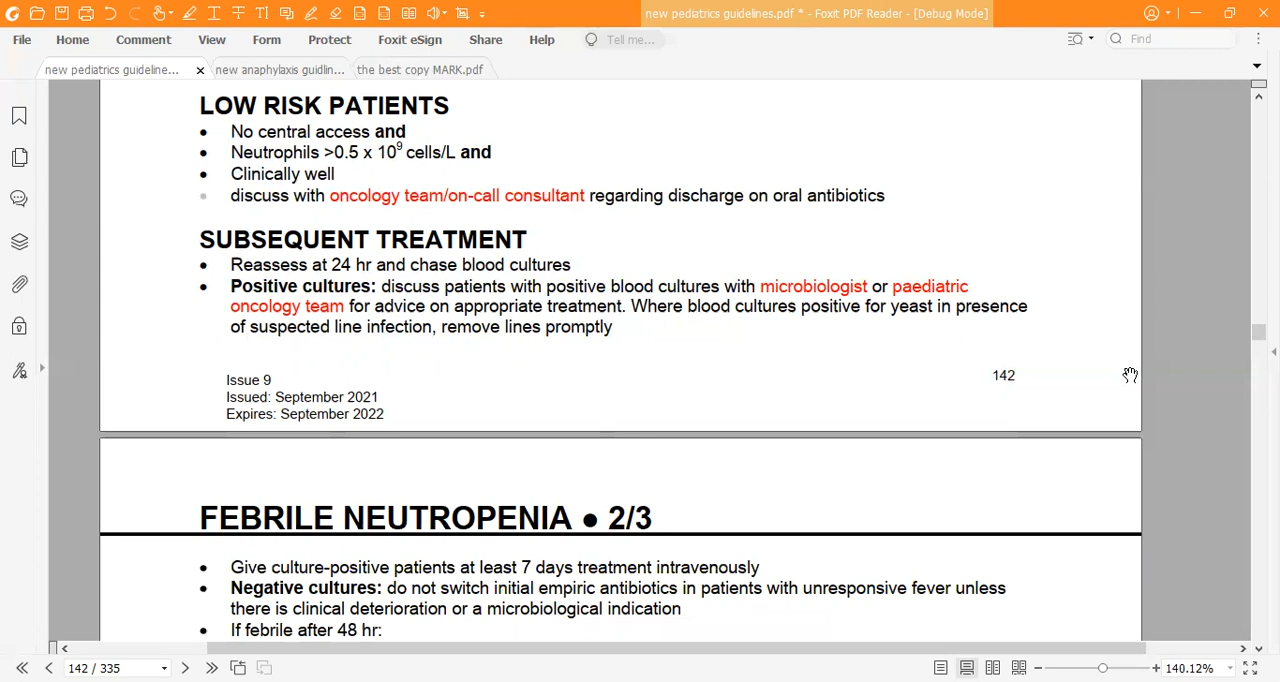 new pediatrics guidelines.pdf * - Foxit PDF Reader - [Debug Mode]
File Home Comment View Form Protect Foxit eSign Share Help Tell me... Find
new pediatrics guideline... × new anaphylaxis guidlin... the best copy MARK.pdf
LOW RISK PATIENTS
• No central access and
• Neutrophils >0.5 x 10⁹ cells/L and
• Clinically well
• discuss with oncology team/on-call consultant regarding discharge on oral antibiotics
SUBSEQUENT TREATMENT
• Reassess at 24 hr and chase blood cultures
• Positive cultures: discuss patients with positive blood cultures with microbiologist or paediatric
oncology team for advice on appropriate treatment. Where blood cultures positive for yeast in presence
of suspected line infection, remove lines promptly
Issue 9
Issued: September 2021
Expires: September 2022
142
FEBRILE NEUTROPENIA ● 2/3
• Give culture-positive patients at least 7 days treatment intravenously
• Negative cultures: do not switch initial empiric antibiotics in patients with unresponsive fever unless
there is clinical deterioration or a microbiological indication
• If febrile after 48 hr:
142 / 335 140.12%